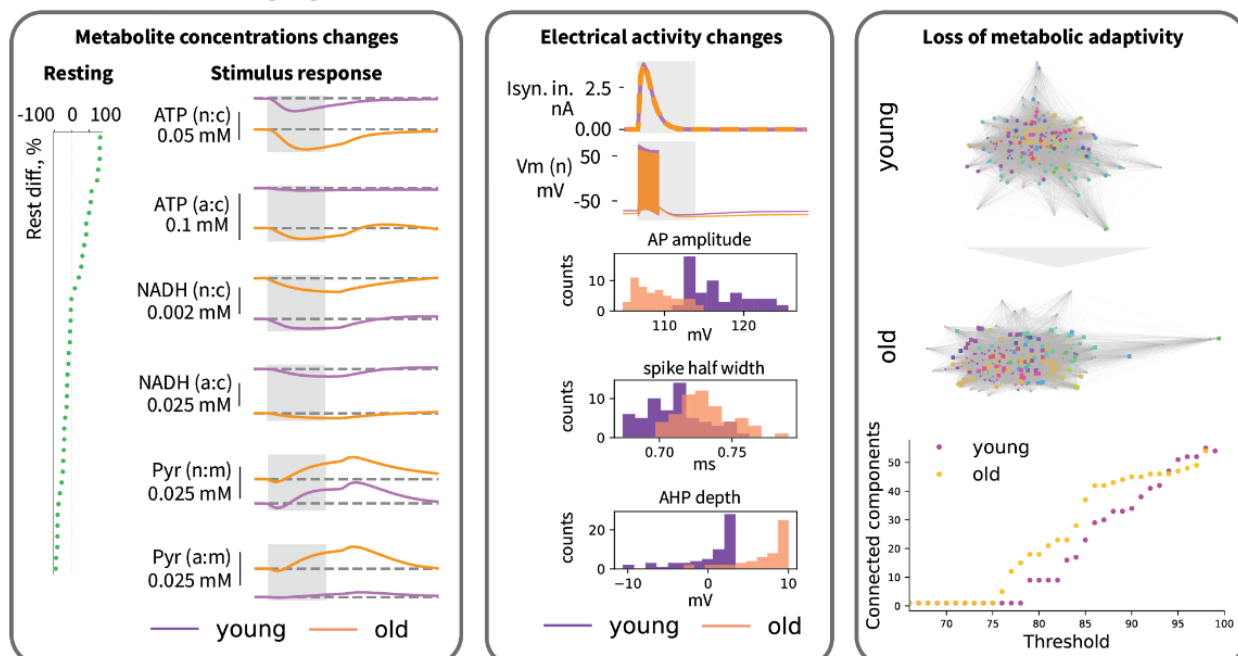 Metabolite concentrations changes
Resting
Stimulus response
-100 0 100
Rest diff., %
ATP (n:c)
0.05 mM
ATP (a:c)
0.1 mM
NADH (n:c)
0.002 mM
NADH (a:c)
0.025 mM
Pyr (n:m)
0.025 mM
Pyr (a:m)
0.025 mM
young old
Electrical activity changes
Isyn. in.
nA
2.5
0.00
Vm (n)
mV
50
-50
AP amplitude
counts
10
0
110 120
mV
spike half width
counts
10
0
0.70 0.75
ms
AHP depth
counts
20
0
−10 0 10
mV
young old
Loss of metabolic adaptivity
young
old
young
old
Connected components
50
40
30
20
10
0
70 75 80 85 90 95 100
Threshold